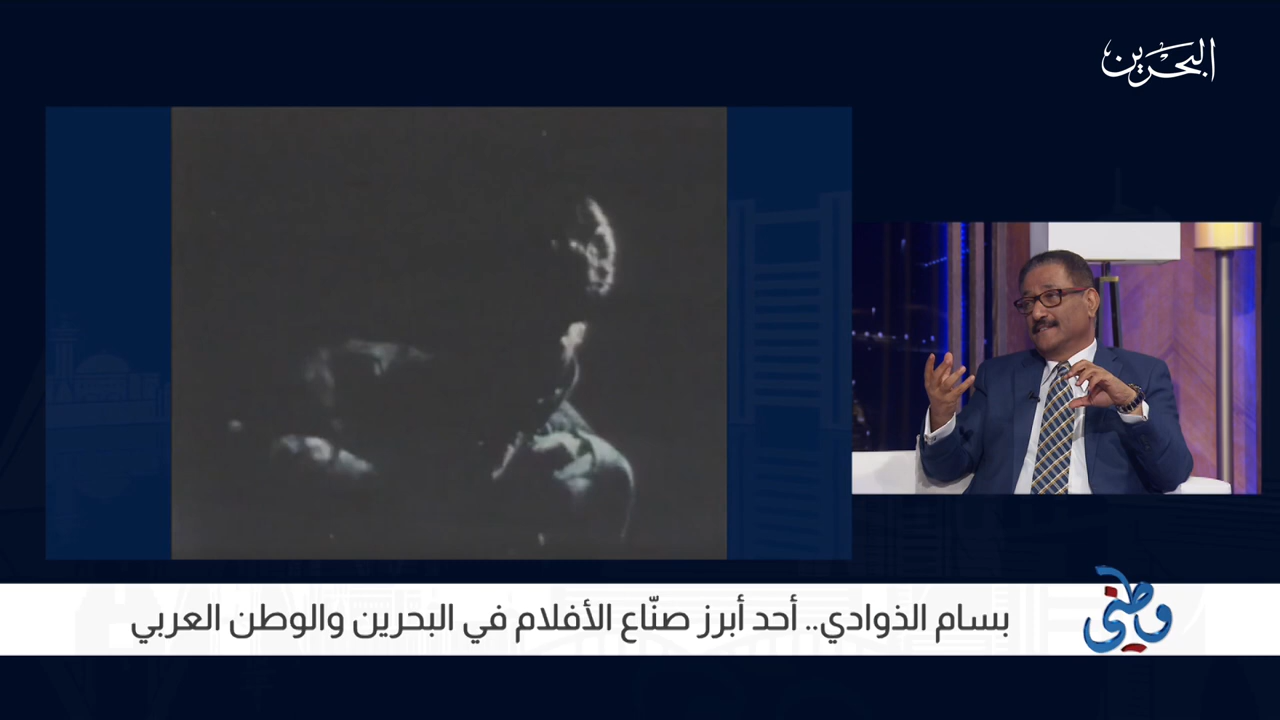 البحرين
بسام الذوادي.. أحد أبرز صنّاع الأفلام في البحرين والوطن العربي
وطني